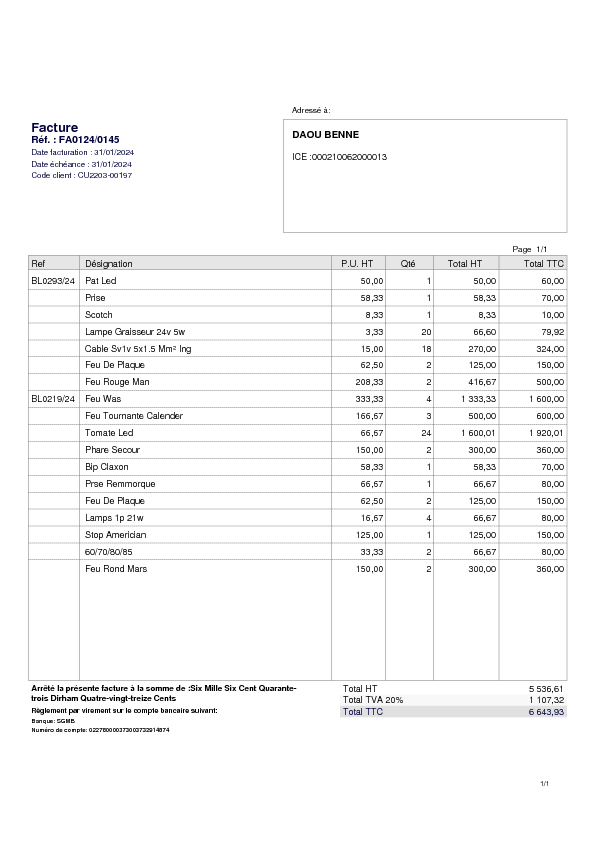 Adressé à:
Facture
Réf. : FA0124/0145
Date facturation : 31/01/2024
Date échéance : 31/01/2024
Code client : CU2203-00197
DAOU BENNE
ICE :000210062000013
Page 1/1
Ref Désignation P.U. HT Qté Total HT Total TTC
BL0293/24 Pat Led 50,00 1 50,00 60,00
Prise 58,33 1 58,33 70,00
Scotch 8,33 1 8,33 10,00
Lampe Graisseur 24v 5w 3,33 20 66,60 79,92
Cable Sv1v 5x1.5 Mm² Ing 15,00 18 270,00 324,00
Feu De Plaque 62,50 2 125,00 150,00
Feu Rouge Man 208,33 2 416,67 500,00
BL0219/24 Feu Was 333,33 4 1 333,33 1 600,00
Feu Tournante Calender 166,67 3 500,00 600,00
Tomate Led 66,67 24 1 600,01 1 920,01
Phare Secour 150,00 2 300,00 360,00
Bip Claxon 58,33 1 58,33 70,00
Prse Remmorque 66,67 1 66,67 80,00
Feu De Plaque 62,50 2 125,00 150,00
Lamps 1p 21w 16,67 4 66,67 80,00
Stop Ameridan 125,00 1 125,00 150,00
60/70/80/85 33,33 2 66,67 80,00
Feu Rond Mars 150,00 2 300,00 360,00
Arrêté la présente facture à la somme de :Six Mille Six Cent Quarante-
trois Dirham Quatre-vingt-treize Cents
Règlement par virement sur le compte bancaire suivant:
Banque: SGMB
Numéro de compte:
Total HT 5 536,61
Total TVA 20% 1 107,32
Total TTC 6 643,93
1/1